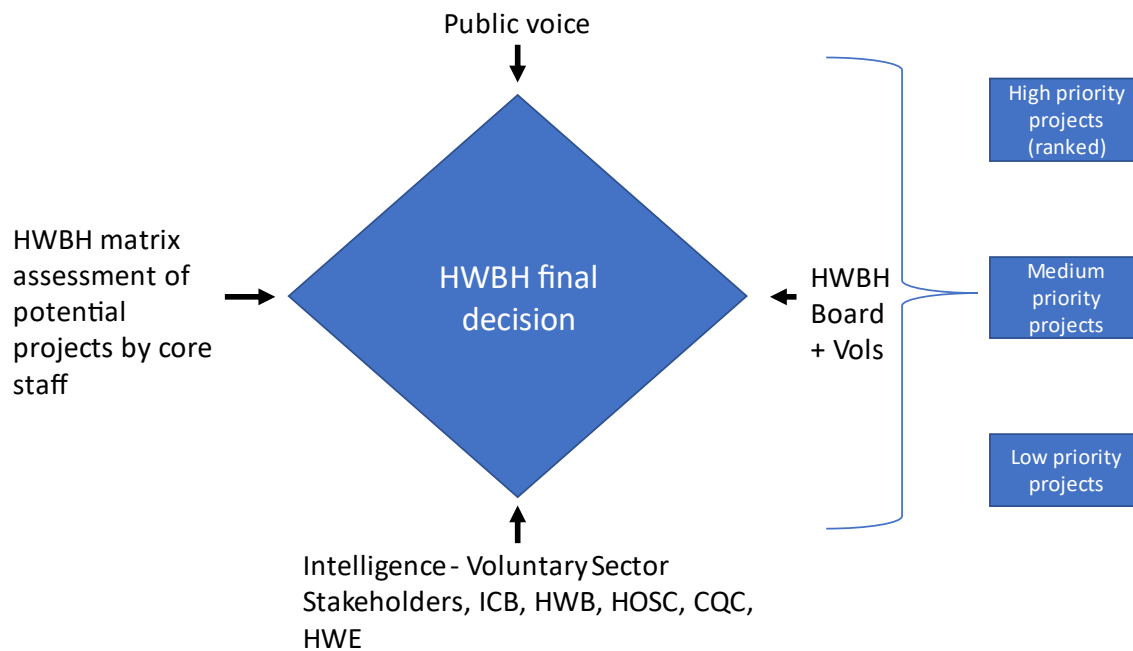 Public voice
HWBH matrix
assessment of
potential
projects by core
staff
HWBH final
decision
HWBH
Board
+ Vols
High priority
projects
(ranked)
Medium
priority
projects
Low priority
projects
Intelligence - Voluntary Sector
Stakeholders, ICB, HWB, HOSC, CQC,
HWE